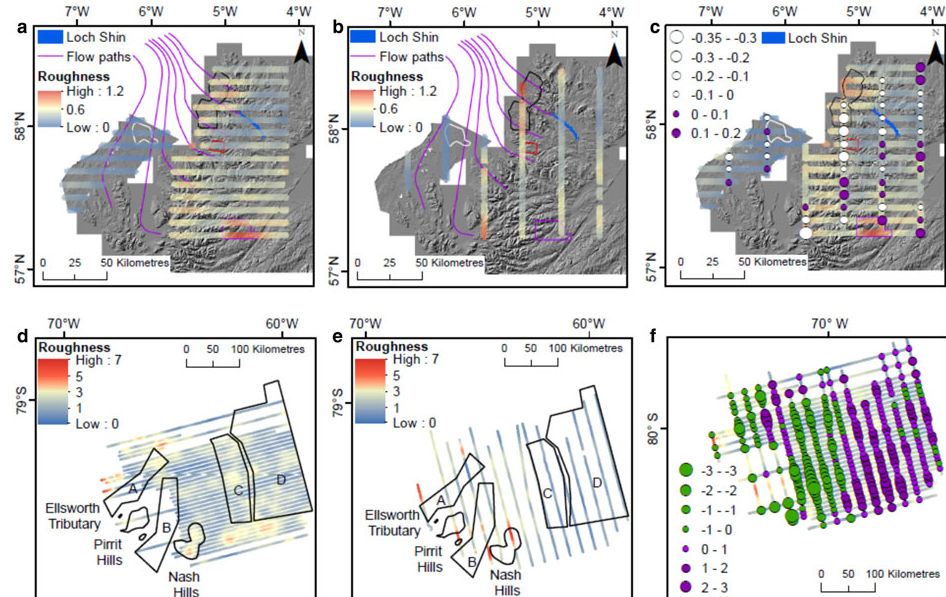 7°W 6°W 5°W 4°W
a
Loch Shin
Flow paths
Roughness
High : 1.2
0.6
Low : 0
N
58°N
57°N
0 25 50 Kilometres
7°W 6°W 5°W 4°W
b
Loch Shin
Flow paths
Roughness
High : 1.2
0.6
Low : 0
N
58°N
57°N
0 25 50 Kilometres
7°W 6°W 5°W 4°W
c
-0.35 - -0.3
-0.3 - -0.2
-0.2 - -0.1
-0.1 - 0
0 - 0.1
0.1 - 0.2
Loch Shin
N
58°N
57°N
0 25 50 Kilometres
70°W 60°W
d
Roughness
High : 7
5
3
1
Low : 0
0 50 100 Kilometres
79°S
A
B
C
D
Ellsworth
Tributary
Pirrit
Hills
Nash
Hills
70°W 60°W
e
Roughness
High : 7
5
3
1
Low : 0
0 50 100 Kilometres
79°S
A
B
C
D
Ellsworth
Tributary
Pirrit
Hills
Nash
Hills
70° W
f
80° S
-3 - -3
-2 - -2
-1 - -1
-1 - 0
0 - 1
1 - 2
2 - 3
0 50 100 Kilometres